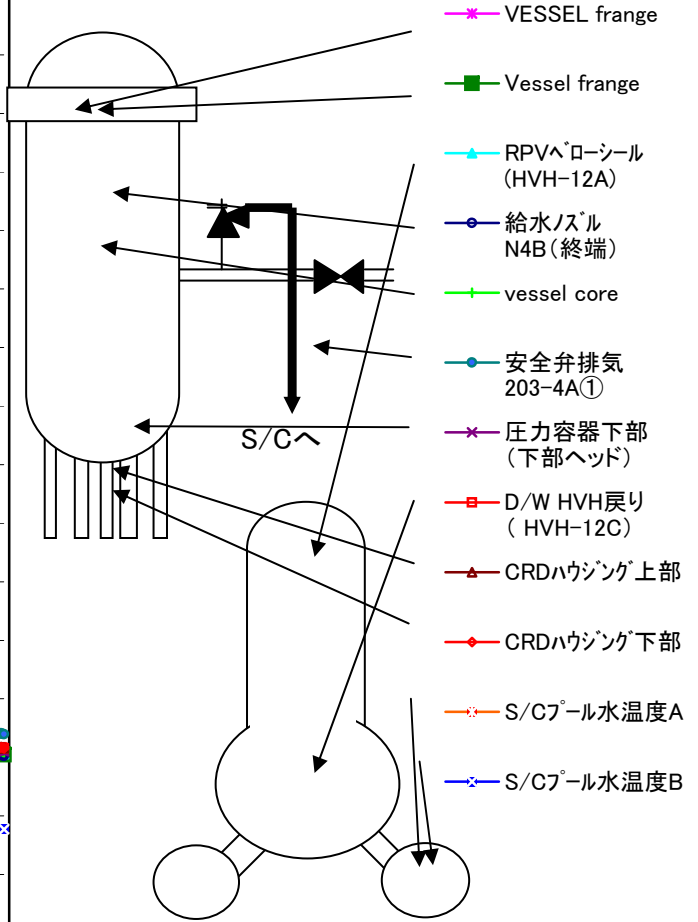 VESSEL frange
Vessel frange
RPVベローシール
(HVH-12A)
給水ノズル
N4B(終端)
vessel core
安全弁排気
203-4A①
圧力容器下部
(下部ヘッド)
D/W HVH戻り
( HVH-12C)
CRDハウジング上部
CRDハウジング下部
S/Cプール水温度A
S/Cプール水温度B
S/Cへ